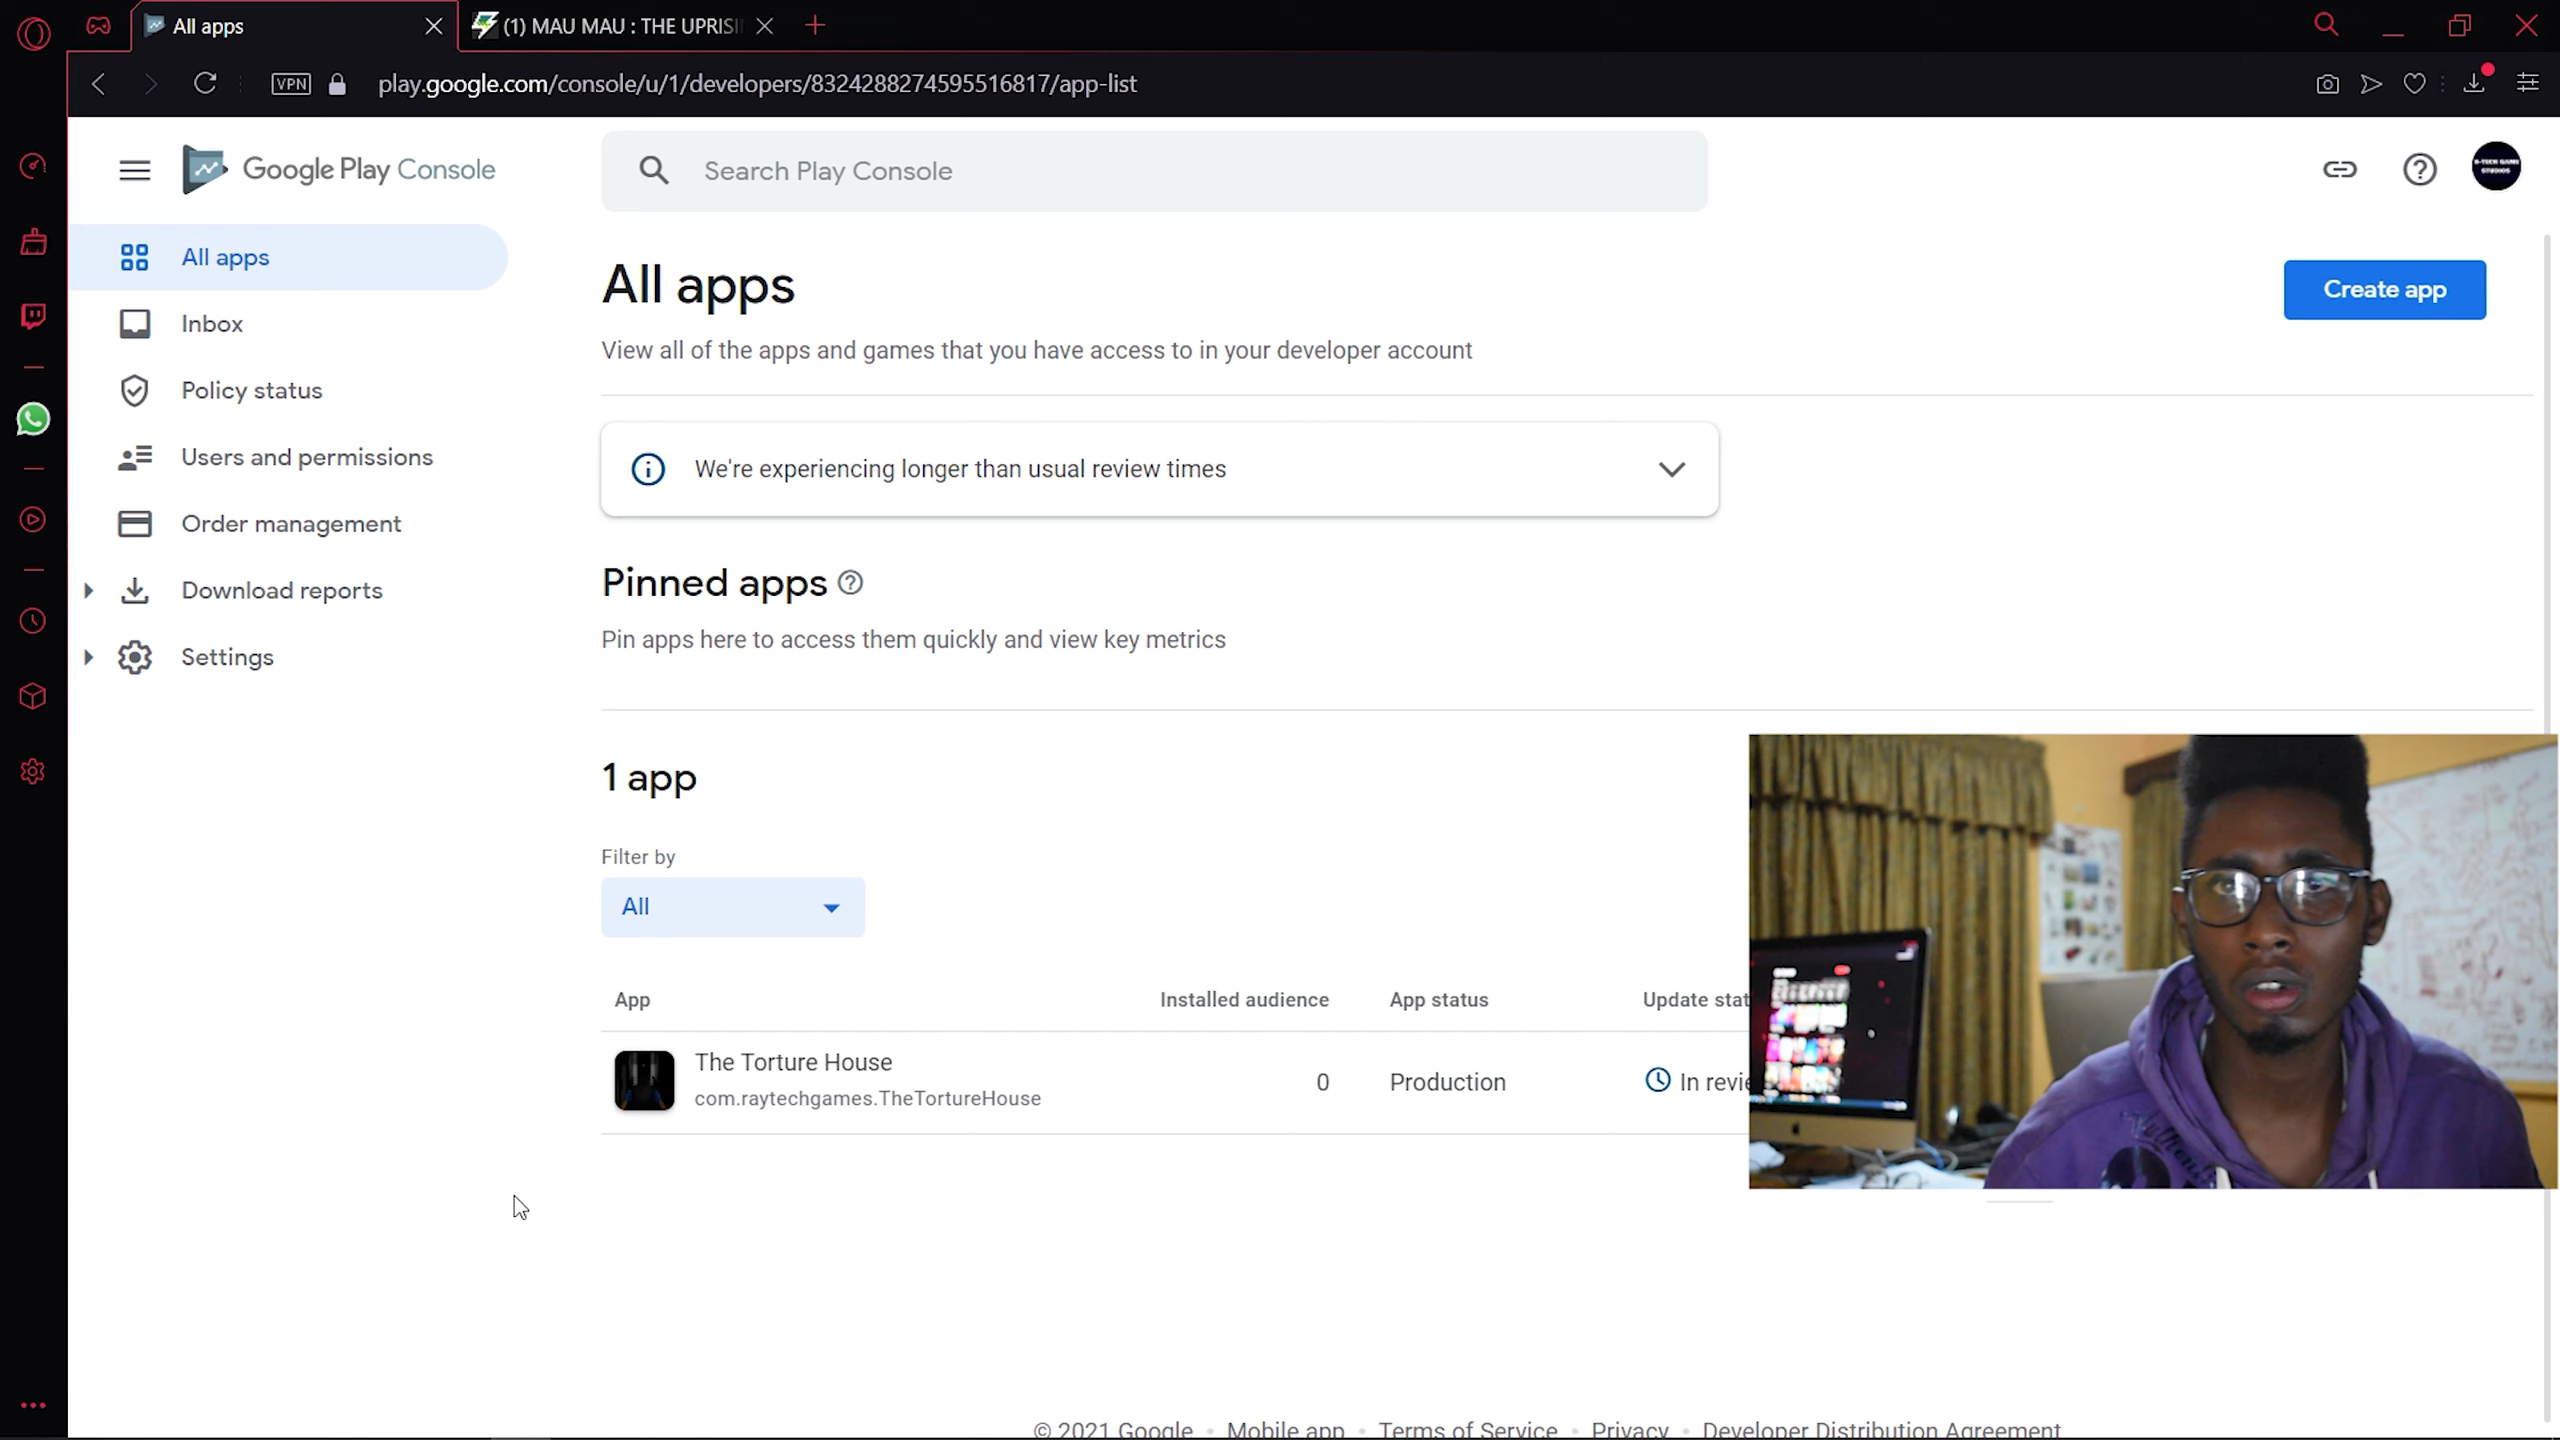 All apps
(1) MAU MAU : THE UPRISI
VPN
play.google.com/console/u/1/developers/8324288274595516817/app-list
Google Play Console
Search Play Console
All apps
Inbox
Policy status
Users and permissions
Order management
Download reports
Settings
All apps
Create app
View all of the apps and games that you have access to in your developer account
We're experiencing longer than usual review times
Pinned apps
Pin apps here to access them quickly and view key metrics
1 app
Filter by
All
App
Installed audience
App status
Update stat
The Torture House
com.raytechgames.TheTortureHouse
0
Production
In revie
© 2021 Google · Mobile app · Terms of Service · Privacy · Developer Distribution Agreement